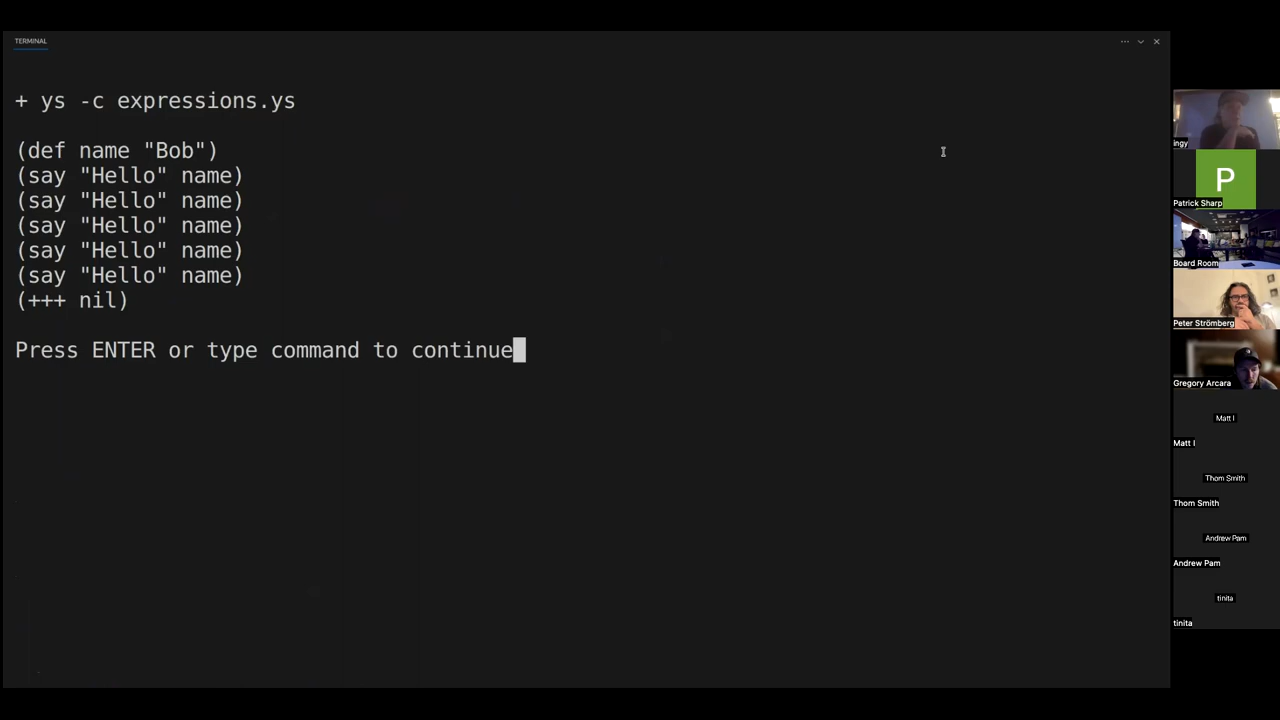 TERMINAL
+ ys -c expressions.ys
(def name "Bob")
(say "Hello" name)
(say "Hello" name)
(say "Hello" name)
(say "Hello" name)
(say "Hello" name)
(+++ nil)
Press ENTER or type command to continue
ingy
P
Patrick Sharp
Board Room
Peter Strömberg
Gregory Arcara
Matt I
Matt I
Thom Smith
Thom Smith
Andrew Pam
Andrew Pam
tinita
tinita